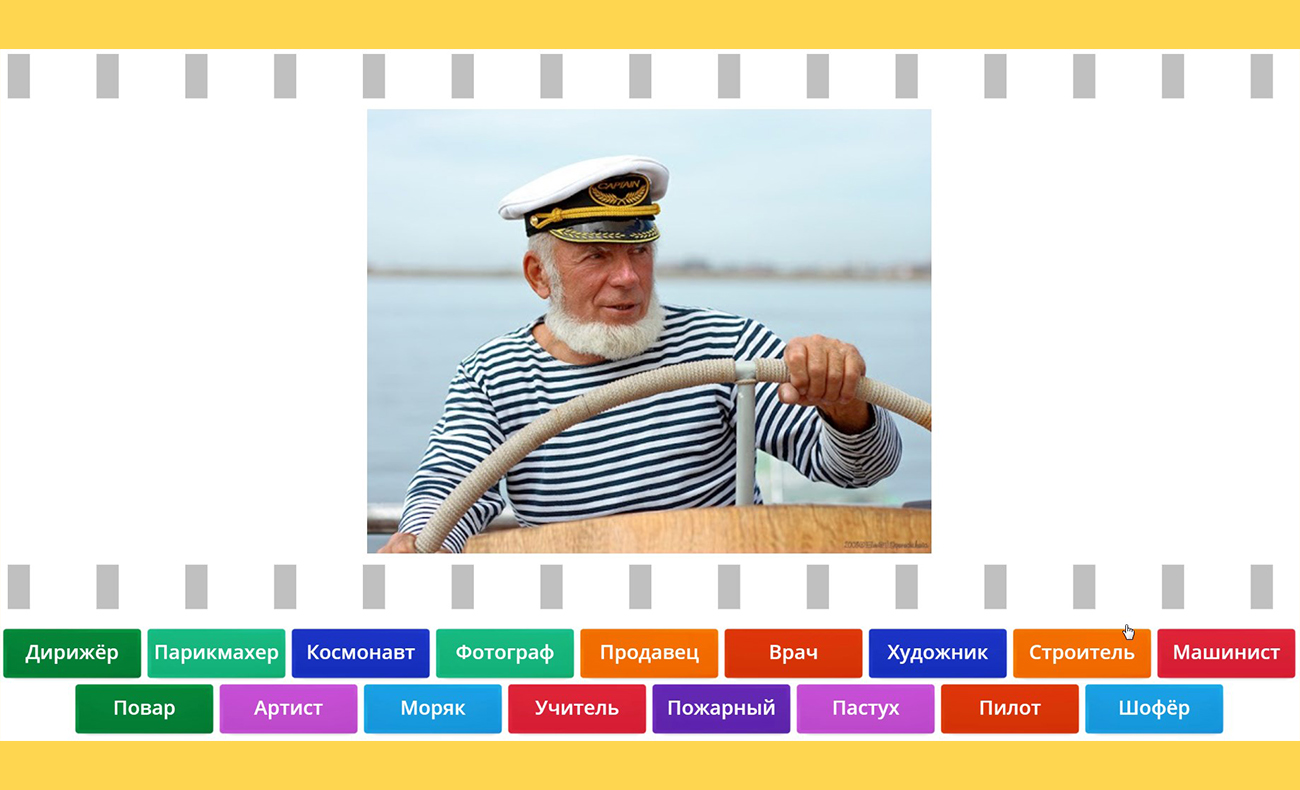 CAPTAIN
Дирижёр Парикмахер Космонавт Фотограф Продавец Врач Художник Строитель Машинист
Повар Артист Моряк Учитель Пожарный Пастух Пилот Шофёр